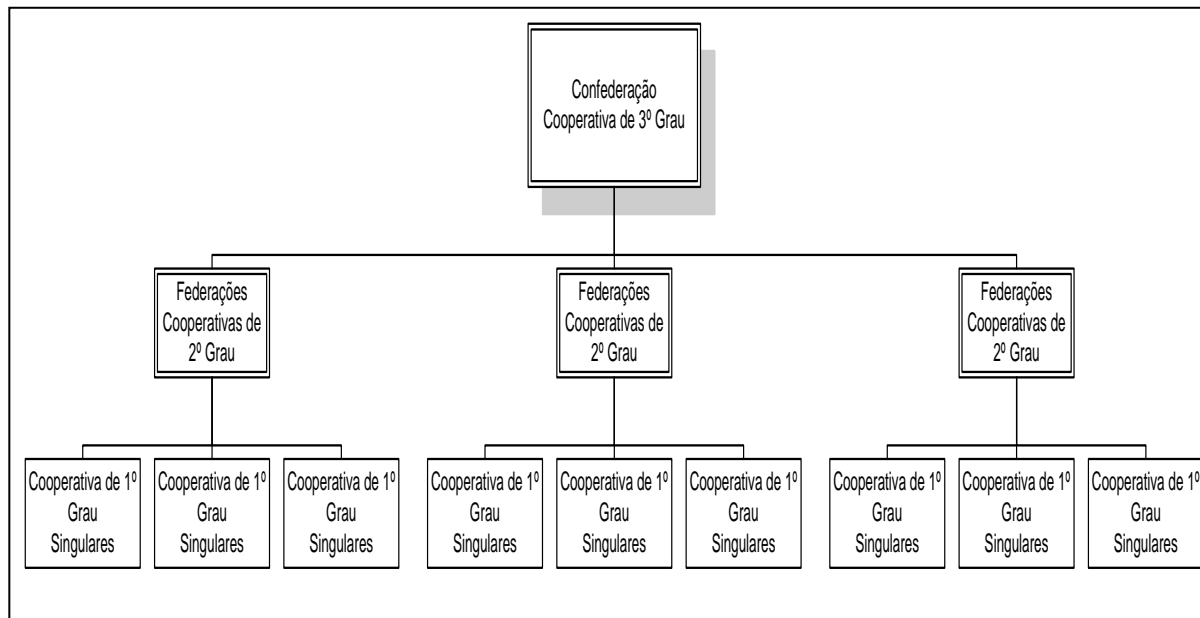 Confederação
Cooperativa de 3º Grau
Federações
Cooperativas de
2º Grau
Federações
Cooperativas de
2º Grau
Federações
Cooperativas de
2º Grau
Cooperativa de 1º
Grau
Singulares
Cooperativa de 1º
Grau
Singulares
Cooperativa de 1º
Grau
Singulares
Cooperativa de 1º
Grau
Singulares
Cooperativa de 1º
Grau
Singulares
Cooperativa de 1º
Grau
Singulares
Cooperativa de 1º
Grau
Singulares
Cooperativa de 1º
Grau
Singulares
Cooperativa de 1º
Grau
Singulares